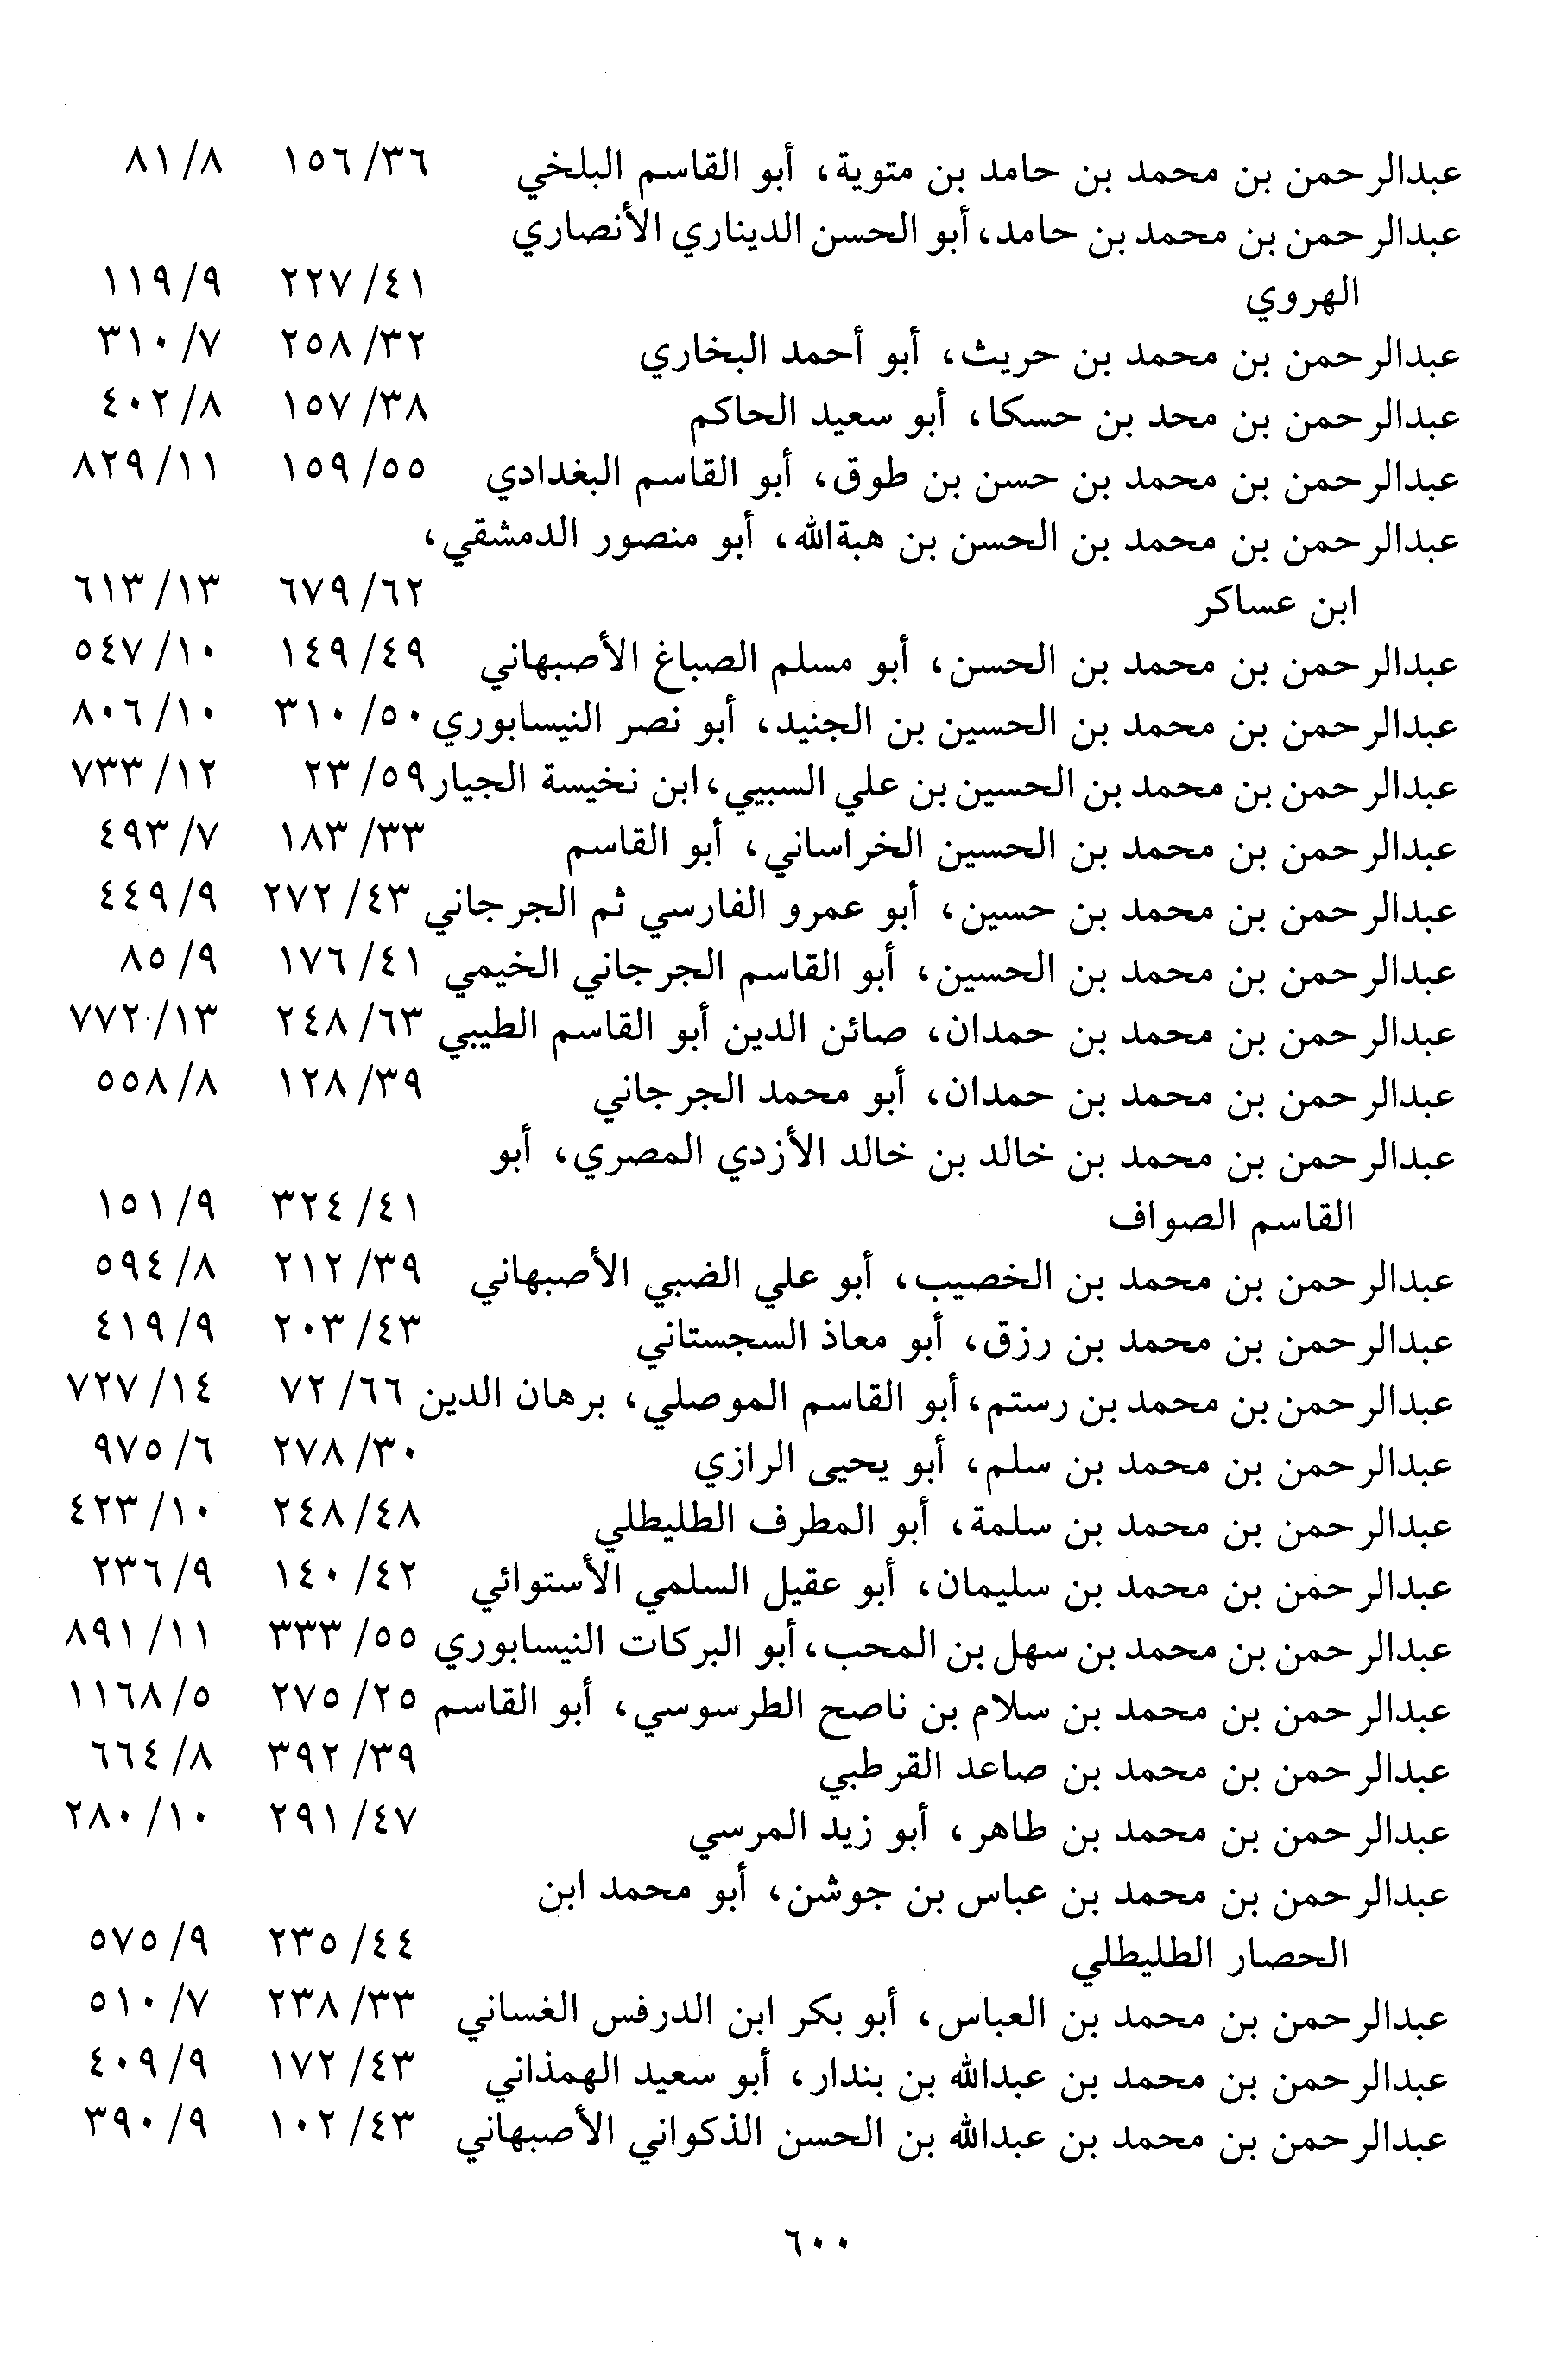 عبدالرحمن بن محمد بن حامد بن متوية، أبو القاسم البلخي ٣٦/ ١٥٦ ٨/ ٨١
عبدالرحمن بن محمد بن حامد، أبو الحسن الديناري الأنصاري
الهروي ٤١/ ٢٢٧ ٩/ ١١٩
عبدالرحمن بن محمد بن حريث، أبو أحمد البخاري ٣٢/ ٢٥٨ ٧/ ٣١٠
عبدالرحمن بن محد بن حسكا، أبو سعيد الحاكم ٣٨/ ١٥٧ ٨/ ٤٠٢
عبدالرحمن بن محمد بن حسن بن طوق، أبو القاسم البغدادي ٥٥/ ١٥٩ ١١/ ٨٢٩
عبدالرحمن بن محمد بن الحسن بن هبةالله، أبو منصور الدمشقي،
ابن عساكر ٦٢/ ٦٧٩ ١٣/ ٦١٣
عبدالرحمن بن محمد بن الحسن، أبو مسلم الصباغ الأصبهاني ٤٩/ ١٤٩ ١٠/ ٥٤٧
عبدالرحمن بن محمد بن الحسين بن الجنيد، أبو نصر النيسابوري ٥٠/ ٣١٠ ١٠/ ٨٠٦
عبدالرحمن بن محمد بن الحسين بن علي السبيي، ابن نخيسة الجيار ٥٩/ ٢٣ ١٢/ ٧٣٣
عبدالرحمن بن محمد بن الحسين الخراساني، أبو القاسم ٣٣/ ١٨٣ ٧/ ٤٩٣
عبدالرحمن بن محمد بن حسين، أبو عمرو الفارسي ثم الجرجاني ٤٣/ ٢٧٢ ٩/ ٤٤٩
عبدالرحمن بن محمد بن الحسين، أبو القاسم الجرجاني الخيمي ٤١/ ١٧٦ ٩/ ٨٥
عبدالرحمن بن محمد بن حمدان، صائن الدين أبو القاسم الطيبي ٦٣/ ٢٤٨ ١٣/ ٧٧٢
عبدالرحمن بن محمد بن حمدان، أبو محمد الجرجاني ٣٩/ ١٢٨ ٨/ ٥٥٨
عبدالرحمن بن محمد بن خالد بن خالد الأزدي المصري، أبو
القاسم الصواف ٤١/ ٣٢٤ ٩/ ١٥١
عبدالرحمن بن محمد بن الخصيب، أبو علي الضبي الأصبهاني ٣٩/ ٢١٢ ٨/ ٥٩٤
عبدالرحمن بن محمد بن رزق، أبو معاذ السجستاني ٤٣/ ٢٠٣ ٩/ ٤١٩
عبدالرحمن بن محمد بن رستم، أبو القاسم الموصلي، برهان الدين ٦٦/ ٧٢ ١٤/ ٧٢٧
عبدالرحمن بن محمد بن سلم، أبو يحيى الرازي ٣٠/ ٢٧٨ ٦/ ٩٧٥
عبدالرحمن بن محمد بن سلمة، أبو المطرف الطليطلي ٤٨/ ٢٤٨ ١٠/ ٤٢٣
عبدالرحمن بن محمد بن سليمان، أبو عقيل السلمي الأستوائي ٤٢/ ١٤٠ ٩/ ٢٣٦
عبدالرحمن بن محمد بن سهل بن المحب، أبو البركات النيسابوري ٥٥/ ٣٣٣ ١١/ ٨٩١
عبدالرحمن بن محمد بن سلام بن ناصح الطرسوسي، أبو القاسم ٢٥/ ٢٧٥ ٥/ ١١٦٨
عبدالرحمن بن محمد بن صاعد القرطبي ٣٩/ ٣٩٢ ٨/ ٦٦٤
عبدالرحمن بن محمد بن طاهر، أبو زيد المرسي ٤٧/ ٢٩١ ١٠/ ٢٨٠
عبدالرحمن بن محمد بن عباس بن جوشن، أبو محمد ابن
الحصار الطليطلي ٤٤/ ٢٣٥ ٩/ ٥٧٥
عبدالرحمن بن محمد بن العباس، أبو بكر ابن الدرفس الغساني ٣٣/ ٢٣٨ ٧/ ٥١٠
عبدالرحمن بن محمد بن عبدالله بن بندار، أبو سعيد الهمذاني ٤٣/ ١٧٢ ٩/ ٤٠٩
عبدالرحمن بن محمد بن عبدالله بن الحسن الذكواني الأصبهاني ٤٣/ ١٠٢ ٩/ ٣٩٠
٦٠٠